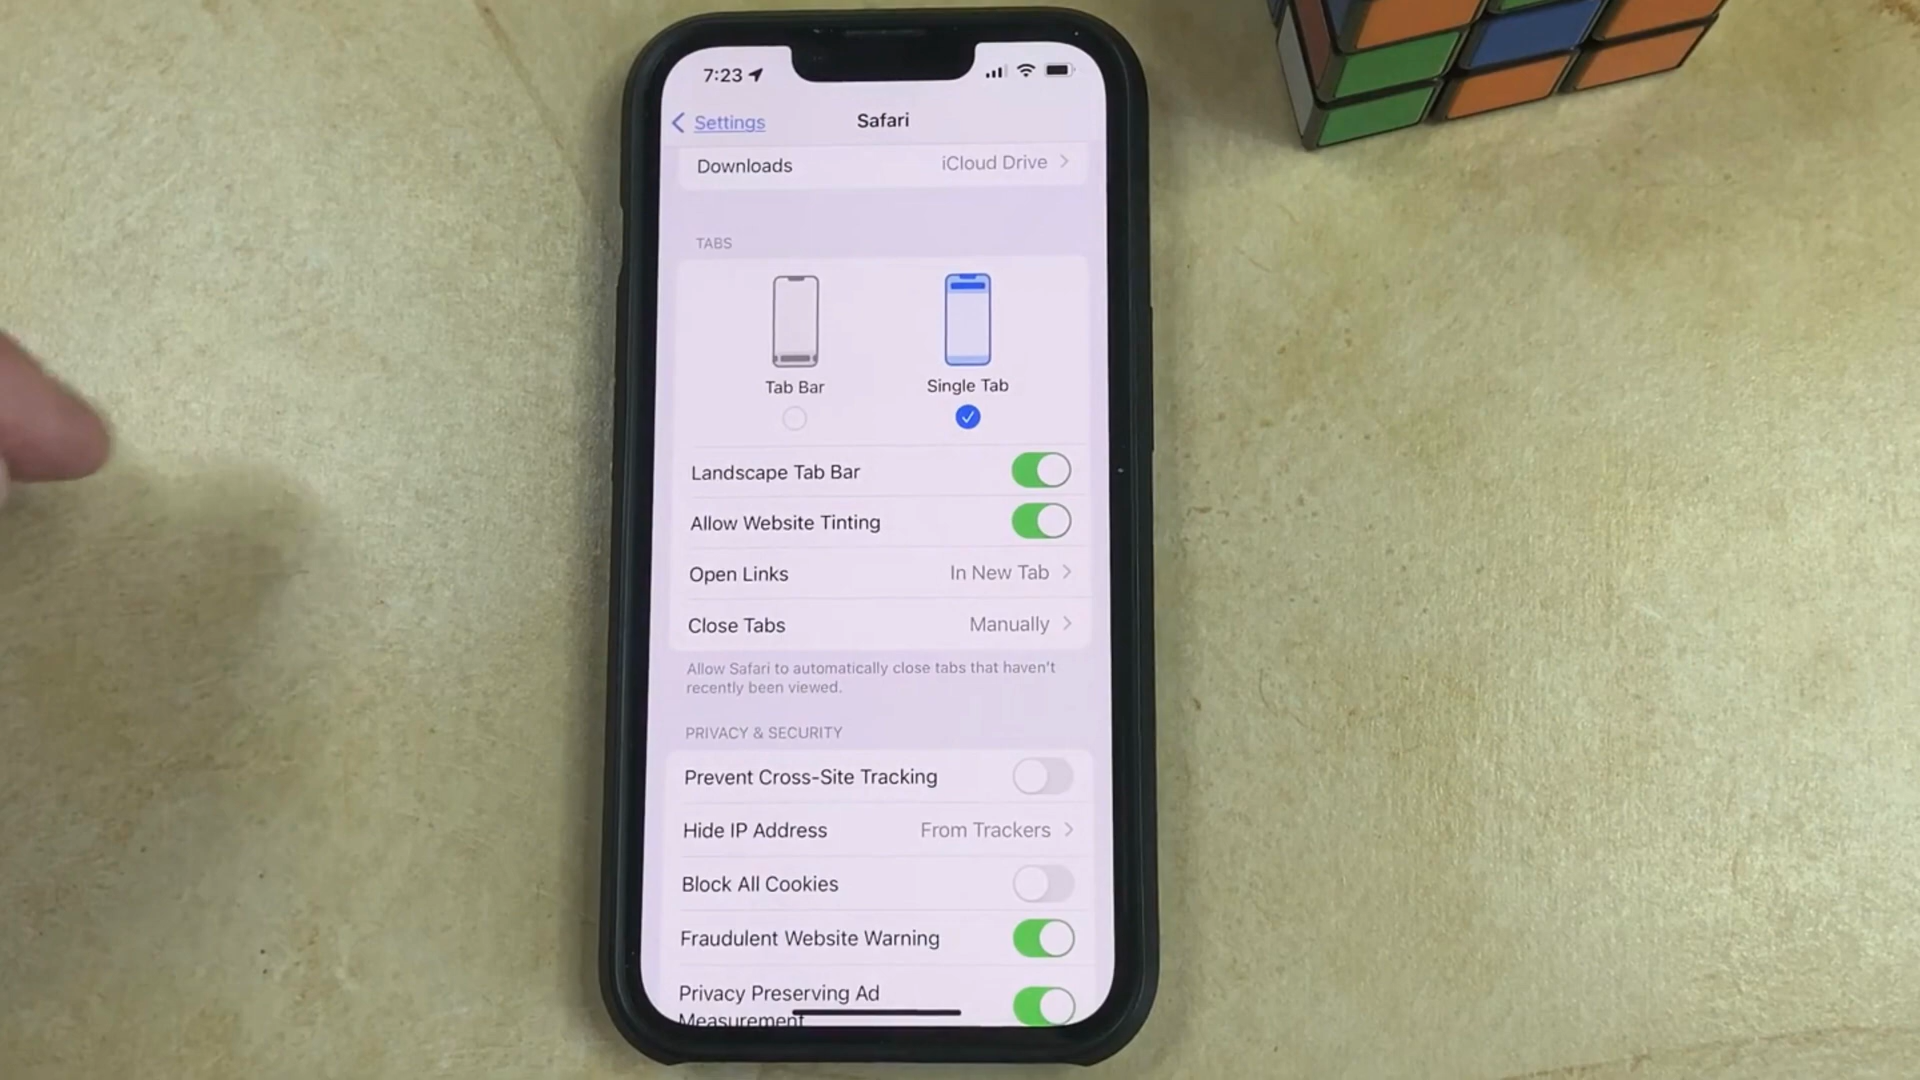 7:23
Settings
Safari
Downloads iCloud Drive
TABS
Tab Bar Single Tab
Landscape Tab Bar
Allow Website Tinting
Open Links In New Tab
Close Tabs Manually
Allow Safari to automatically close tabs that haven't
recently been viewed.
PRIVACY & SECURITY
Prevent Cross-Site Tracking
Hide IP Address From Trackers
Block All Cookies
Fraudulent Website Warning
Privacy Preserving Ad
Measurement